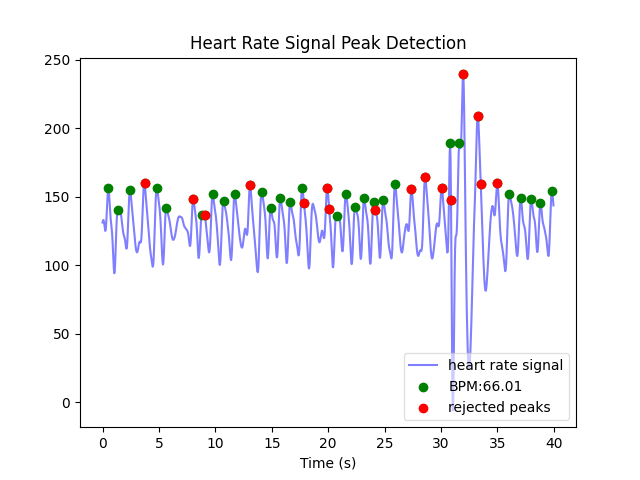 Heart Rate Signal Peak Detection
250
200
150
100
50
0
heart rate signal
BPM:66.01
rejected peaks
0 5 10 15 20 25 30 35 40
Time (s)